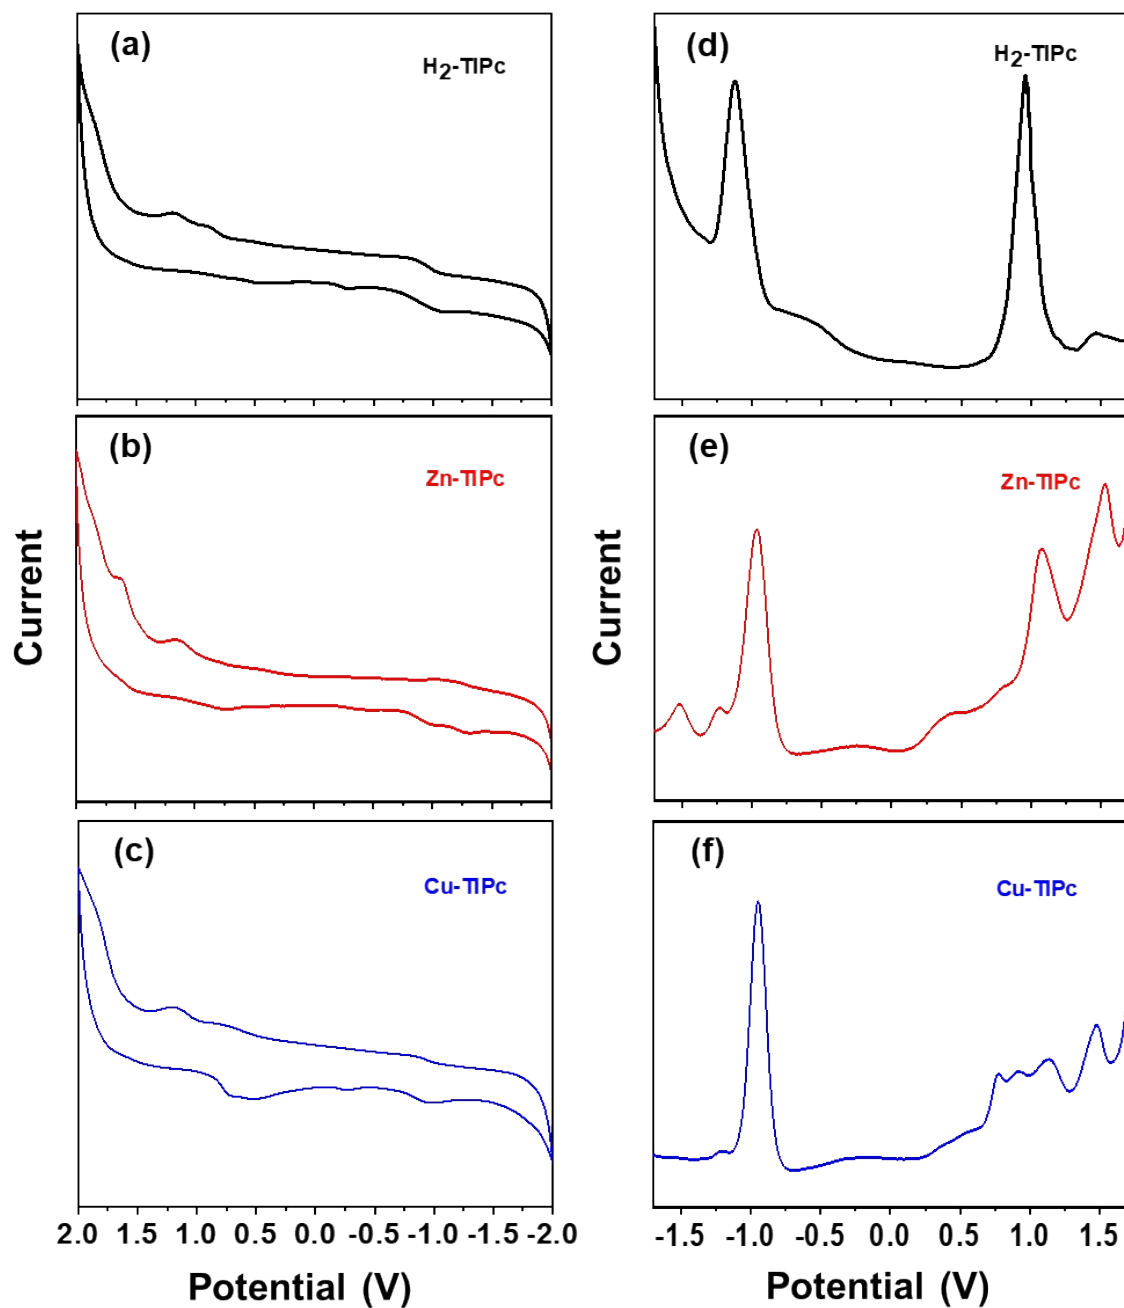 (a)
H2-TIPc
(d)
H2-TIPc
(b)
Zn-TIPc
(e)
Zn-TIPc
Current
Current
(c)
Cu-TIPc
(f)
Cu-TIPc
2.0 1.5 1.0 0.5 0.0 -0.5 -1.0 -1.5 -2.0
-1.5 -1.0 -0.5 0.0 0.5 1.0 1.5
Potential (V)
Potential (V)